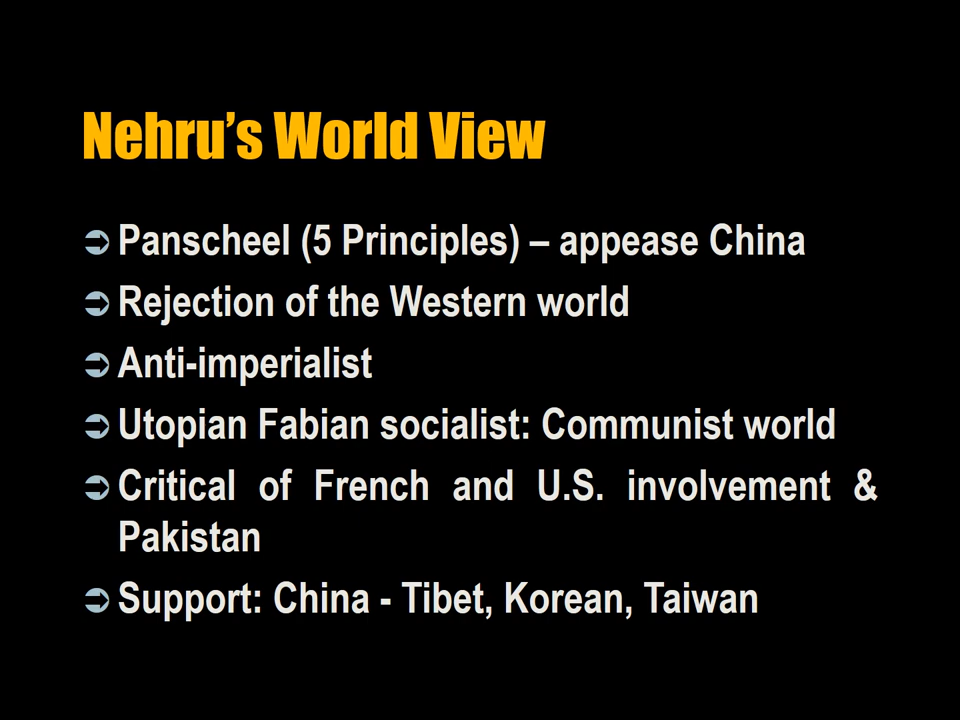 Nehru's World View
Panscheel (5 Principles) – appease China
Rejection of the Western world
Anti-imperialist
Utopian Fabian socialist: Communist world
Critical of French and U.S. involvement &
Pakistan
Support: China - Tibet, Korean, Taiwan